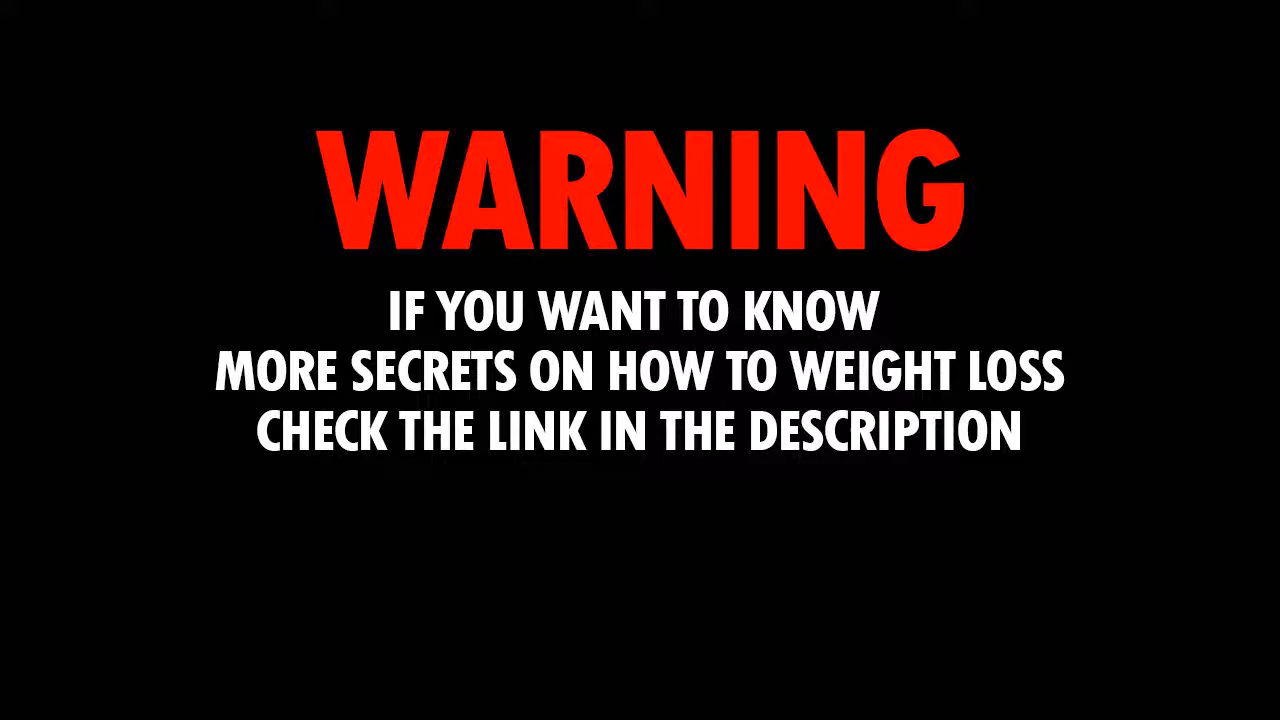 WARNING
IF YOU WANT TO KNOW
MORE SECRETS ON HOW TO WEIGHT LOSS
CHECK THE LINK IN THE DESCRIPTION